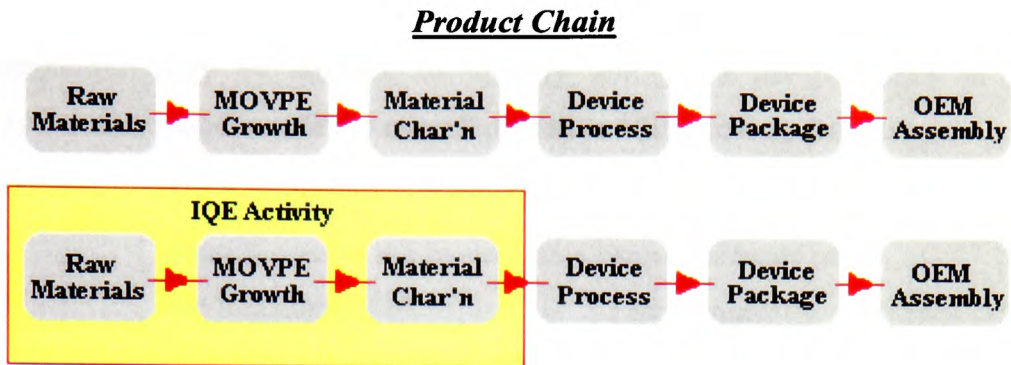 Product Chain
Raw
Materials
MOVPE
Growth
Material
Char'n
Device
Process
Device
Package
OEM
Assembly
IQE Activity
Raw
Materials
MOVPE
Growth
Material
Char'n
Device
Process
Device
Package
OEM
Assembly